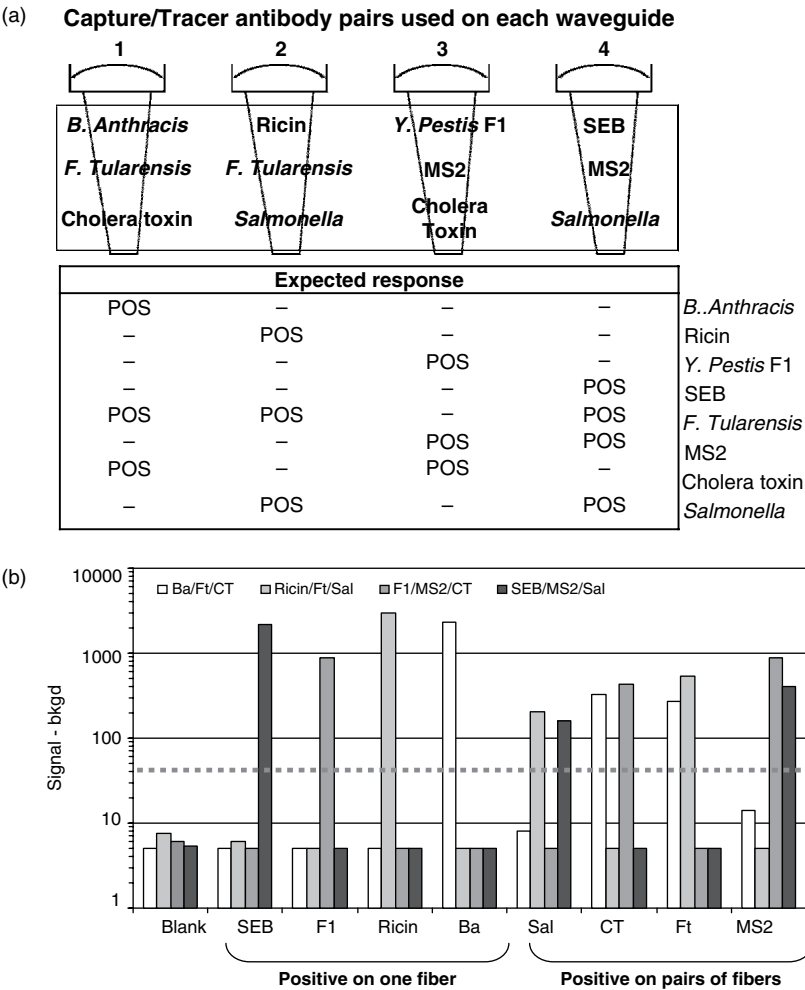 (a) Capture/Tracer antibody pairs used on each waveguide
1 2 3 4
B. Anthracis Ricin Y. Pestis F1 SEB
F. Tularensis F. Tularensis MS2 MS2
Cholera toxin Salmonella Cholera Toxin Salmonella
Expected response
POS – – – B..Anthracis
– POS – – Ricin
– – POS – Y. Pestis F1
– – – POS SEB
POS POS – POS F. Tularensis
– – POS POS MS2
POS – POS – Cholera toxin
– POS – POS Salmonella
(b)
10000
Ba/Ft/CT Ricin/Ft/Sal F1/MS2/CT SEB/MS2/Sal
1000
100
10
1
Signal - bkgd
Blank SEB F1 Ricin Ba Sal CT Ft MS2
Positive on one fiber Positive on pairs of fibers